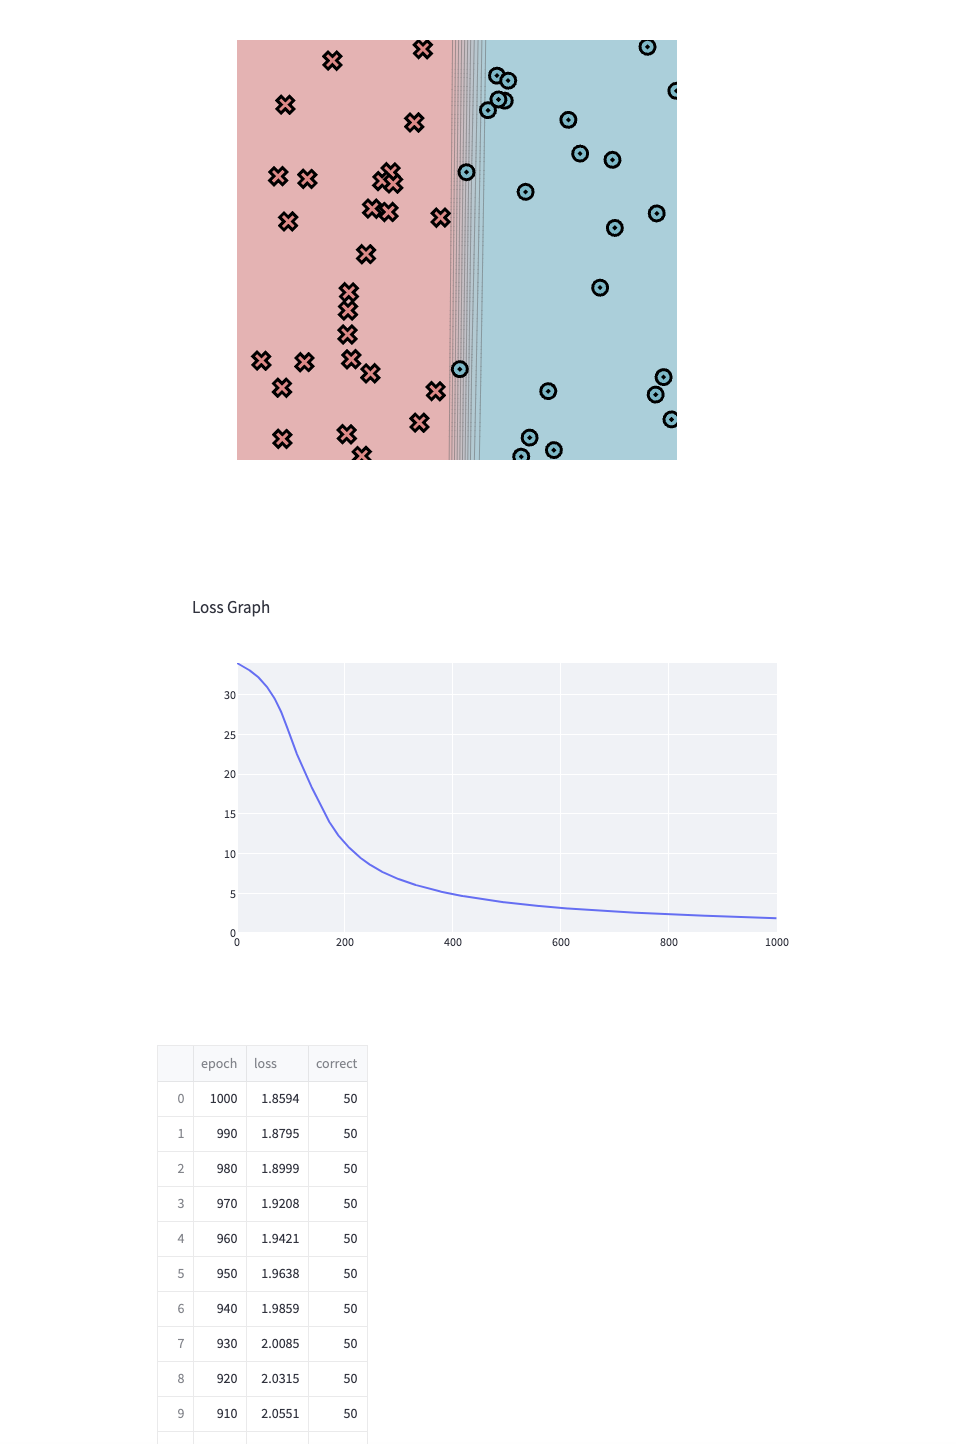 Loss Graph
30
25
20
15
10
5
0
0 200 400 600 800 1000
epoch loss correct
0 1000 1.8594 50
1 990 1.8795 50
2 980 1.8999 50
3 970 1.9208 50
4 960 1.9421 50
5 950 1.9638 50
6 940 1.9859 50
7 930 2.0085 50
8 920 2.0315 50
9 910 2.0551 50